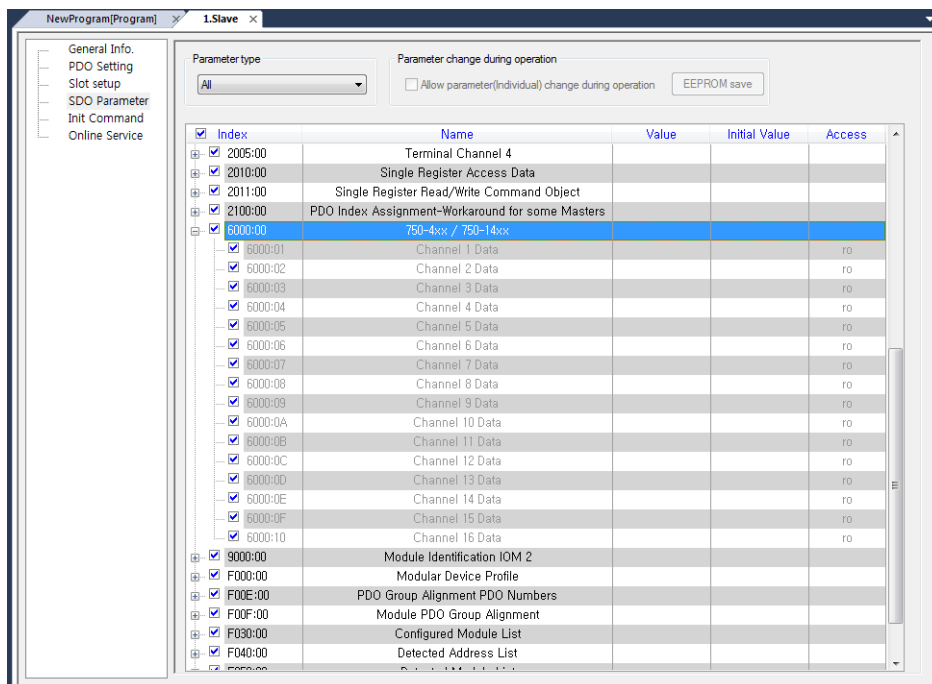 NewProgram[Program] × 1.Slave ×
General Info.
PDO Setting
Slot setup
SDO Parameter
Init Command
Online Service
Parameter type
All
Parameter change during operation
Allow parameter(Individual) change during operation
EEPROM save
Index Name Value Initial Value Access
2005:00 Terminal Channel 4
2010:00 Single Register Access Data
2011:00 Single Register Read/Write Command Object
2100:00 PDO Index Assignment-Workaround for some Masters
6000:00 750-4xx / 750-14xx
6000:01 Channel 1 Data ro
6000:02 Channel 2 Data ro
6000:03 Channel 3 Data ro
6000:04 Channel 4 Data ro
6000:05 Channel 5 Data ro
6000:06 Channel 6 Data ro
6000:07 Channel 7 Data ro
6000:08 Channel 8 Data ro
6000:09 Channel 9 Data ro
6000:0A Channel 10 Data ro
6000:0B Channel 11 Data ro
6000:0C Channel 12 Data ro
6000:0D Channel 13 Data ro
6000:0E Channel 14 Data ro
6000:0F Channel 15 Data ro
6000:10 Channel 16 Data ro
9000:00 Module Identification IOM 2
F000:00 Modular Device Profile
F00E:00 PDO Group Alignment PDO Numbers
F00F:00 Module PDO Group Alignment
F030:00 Configured Module List
F040:00 Detected Address List